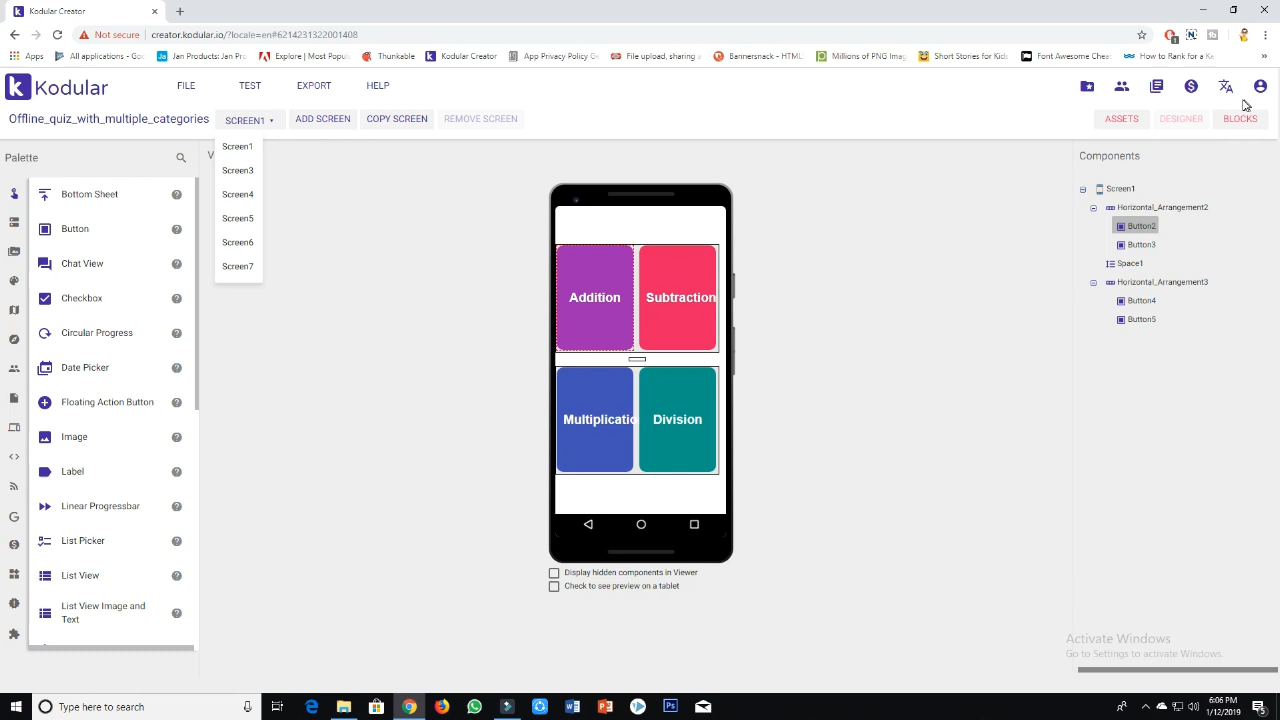 Kodular Creator
Not secure | creator.kodular.io/?locale=en#6214231322001408
Apps
All applications - Goo
Jan Products: Jan Pro
Explore | Most Popul
Thunkable
Kodular Creator
App Privacy Policy Ge
File upload, sharing a
Bannersnack - HTML5
Millions of PNG Imag
Short Stories for Kids
Font Awesome Cheat
How to RANK for a Ke
»
Kodular
FILE
TEST
EXPORT
HELP
Offline_quiz_with_multiple_categories
SCREEN1
ADD SCREEN
COPY SCREEN
REMOVE SCREEN
ASSETS
DESIGNER
BLOCKS
Screen1
Screen3
Screen4
Screen5
Screen6
Screen7
Palette
V
Components
Bottom Sheet
Button
Chat View
Checkbox
Circular Progress
Date Picker
Floating Action Button
Image
Label
Linear Progressbar
List Picker
List View
List View Image and
Text
Addition
Subtraction
Multiplicatio
Division
Display hidden components in Viewer
Check to see preview on a tablet
Screen1
Horizontal_Arrangement2
Button2
Button3
Space1
Horizontal_Arrangement3
Button4
Button5
Activate Windows
Go to Settings to activate Windows.
Type here to search
6:06 PM
1/12/2019